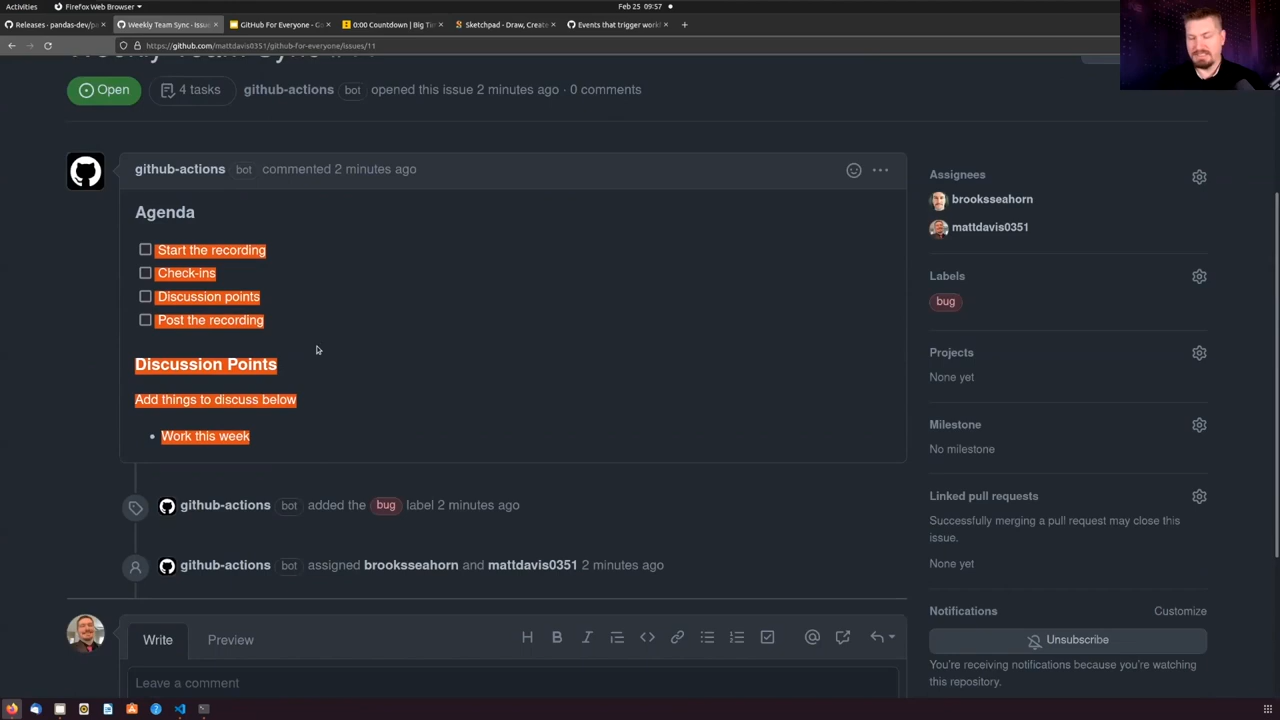 Activities
Firefox Web Browser
Feb 25 09:57
Releases · pandas-dev/p
Weekly Team Sync · Issu
GitHub For Everyone - G
0:00 Countdown | Big Ti
Sketchpad - Draw, Create
Events that trigger work
https://github.com/mattdavis0351/github-for-everyone/issues/11
Weekly Team Sync #11
Open
4 tasks
github-actions bot opened this issue 2 minutes ago · 0 comments
github-actions bot commented 2 minutes ago
Agenda
Start the recording
Check-ins
Discussion points
Post the recording
Discussion Points
Add things to discuss below
Work this week
github-actions bot added the bug label 2 minutes ago
github-actions bot assigned brooksseahorn and mattdavis0351 2 minutes ago
Write
Preview
Leave a comment
Assignees
brooksseahorn
mattdavis0351
Labels
bug
Projects
None yet
Milestone
No milestone
Linked pull requests
Successfully merging a pull request may close this
issue.
None yet
Notifications
Customize
Unsubscribe
You're receiving notifications because you're watching
this repository.